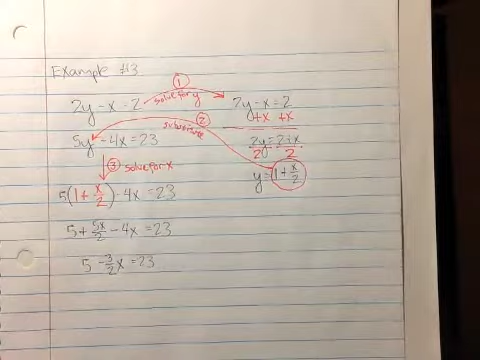 Example #3
① solve for y
2y - x = 2
2y - x = 2
+x +x
② substitute
5y - 4x = 23
2y = 2 + x
2 2
③ solve for x
y = 1 + x/2
5(1 + x/2) - 4x = 23
5 + 5x/2 - 4x = 23
5 - 3/2 x = 23